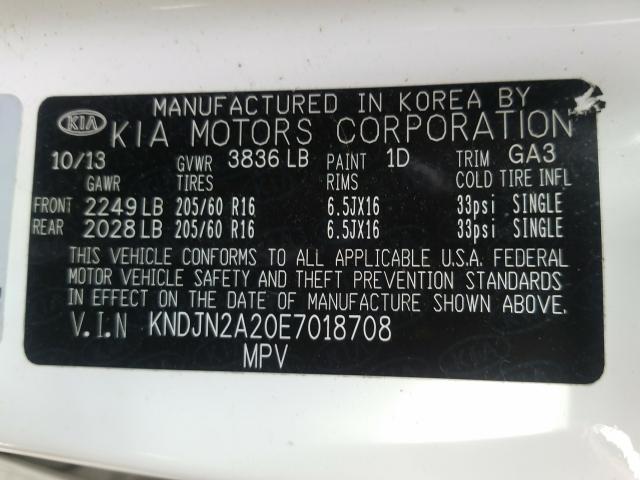 MANUFACTURED IN KOREA BY
KIA KIA MOTORS CORPORATION
10/13 GVWR 3836 LB PAINT 1D TRIM GA3
GAWR TIRES RIMS COLD TIRE INFL
FRONT 2249 LB 205/60 R16 6.5JX16 33psi SINGLE
REAR 2028 LB 205/60 R16 6.5JX16 33psi SINGLE
THIS VEHICLE CONFORMS TO ALL APPLICABLE U.S.A. FEDERAL
MOTOR VEHICLE SAFETY AND THEFT PREVENTION STANDARDS
IN EFFECT ON THE DATE OF MANUFACTURE SHOWN ABOVE.
V.I.N KNDJN2A20E7018708
MPV